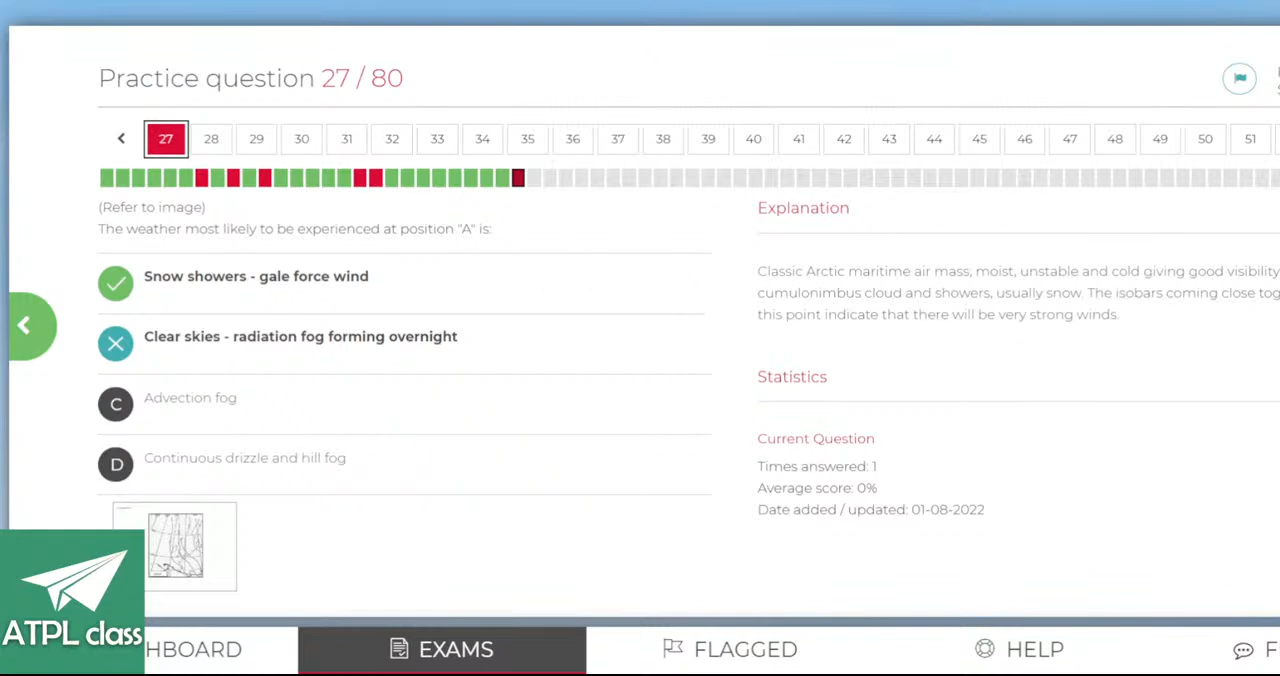 Practice question 27 / 80
27 28 29 30 31 32 33 34 35 36 37 38 39 40 41 42 43 44 45 46 47 48 49 50 51
(Refer to image)
The weather most likely to be experienced at position "A" is:
Snow showers - gale force wind
Clear skies - radiation fog forming overnight
C Advection fog
D Continuous drizzle and hill fog
Explanation
Classic Arctic maritime air mass, moist, unstable and cold giving good visibility
cumulonimbus cloud and showers, usually snow. The isobars coming close tog
this point indicate that there will be very strong winds.
Statistics
Current Question
Times answered: 1
Average score: 0%
Date added / updated: 01-08-2022
ATPL class
HBOARD EXAMS FLAGGED HELP F